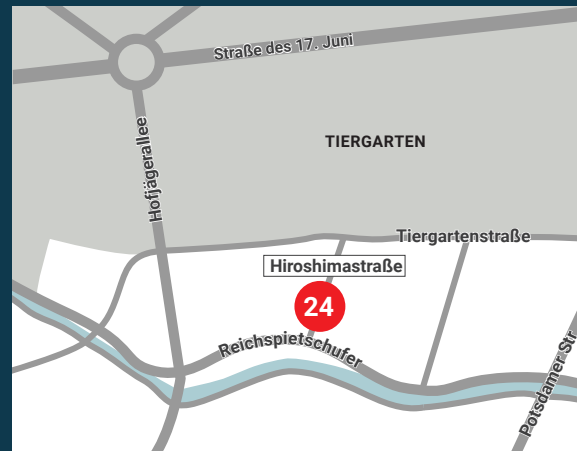 Straße des 17. Juni
Hofjägerallee
TIERGARTEN
Tiergartenstraße
Hiroshimastraße
24
Reichspietschufer
Potsdamer Str